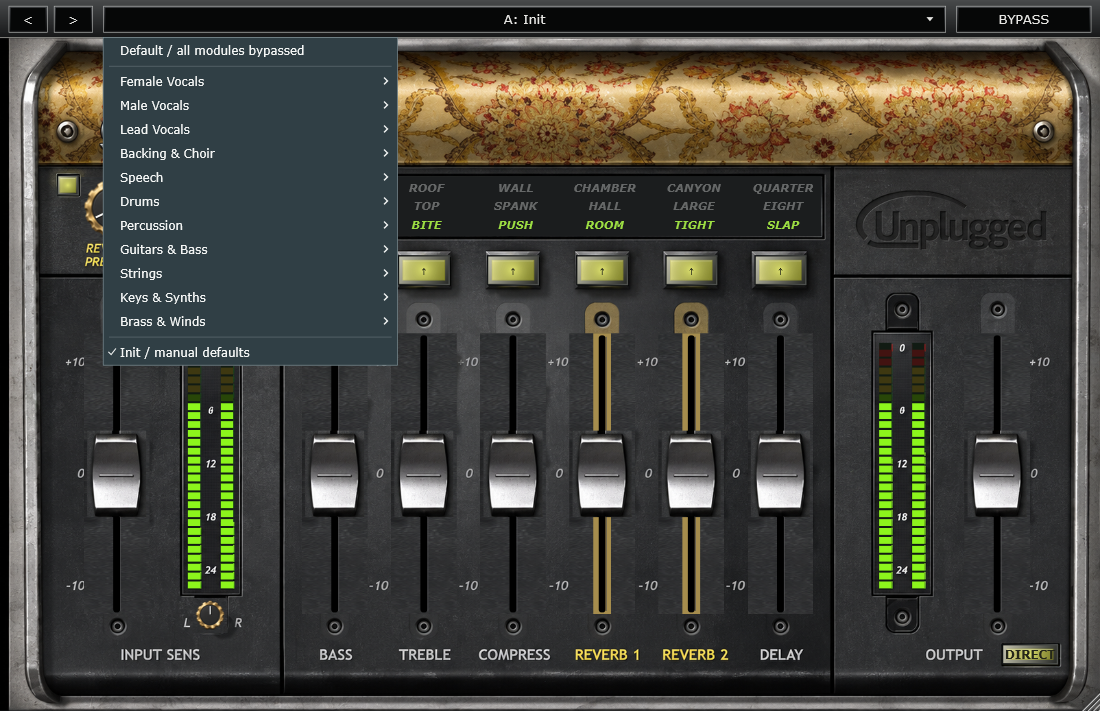 < > A: Init BYPASS
Default / all modules bypassed
Female Vocals
Male Vocals
Lead Vocals
Backing & Choir
Speech
Drums
Percussion
Guitars & Bass
Strings
Keys & Synths
Brass & Winds
✓ Init / manual defaults
ROOF WALL CHAMBER CANYON QUARTER
TOP SPANK HALL LARGE EIGHT
BITE PUSH ROOM TIGHT SLAP
Unplugged
↑ ↑ ↑ ↑ ↑
0
+10 +10 +10 +10 +10 +10
6 6
12 12
0 0 0 0 0 0 0
18 18
24 24
-10 -10 -10 -10 -10 -10 -10
L R
INPUT SENS BASS TREBLE COMPRESS REVERB 1 REVERB 2 DELAY OUTPUT DIRECT